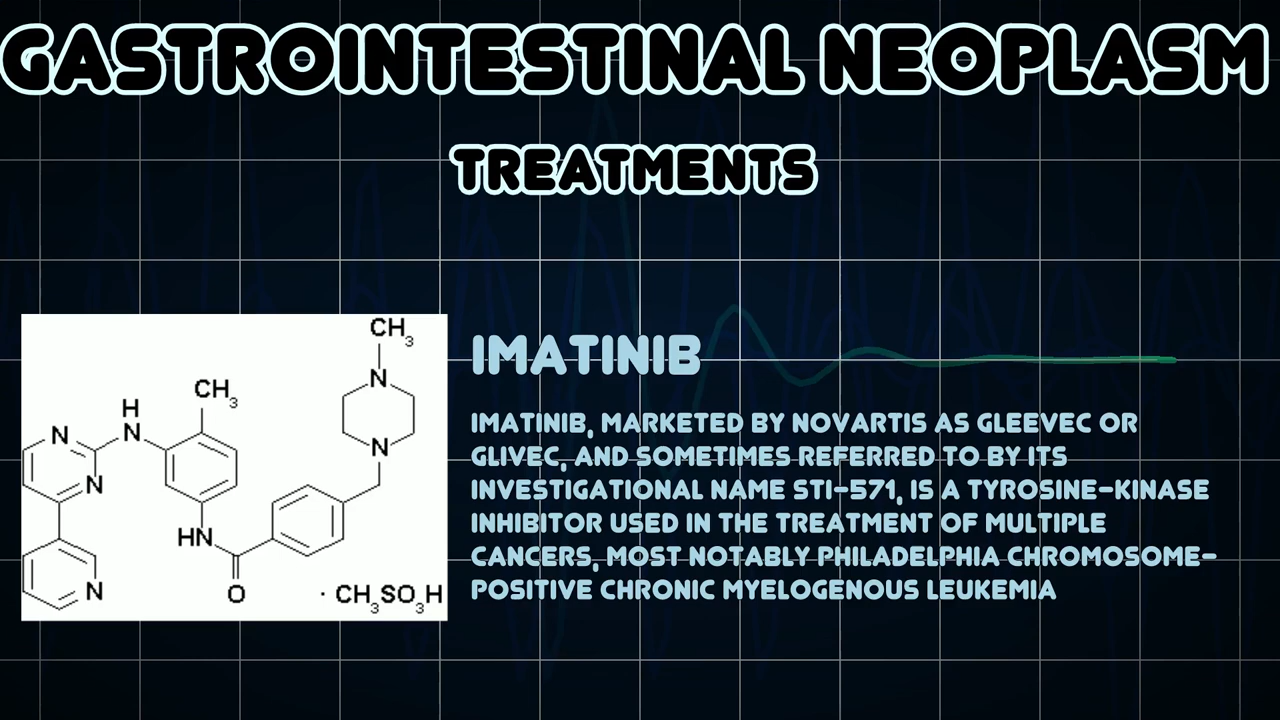 GASTROINTESTINAL NEOPLASM
TREATMENTS
IMATINIB
IMATINIB, MARKETED BY NOVARTIS AS GLEEVEC OR
GLIVEC, AND SOMETIMES REFERRED TO BY ITS
INVESTIGATIONAL NAME STI-571, IS A TYROSINE-KINASE
INHIBITOR USED IN THE TREATMENT OF MULTIPLE
CANCERS, MOST NOTABLY PHILADELPHIA CHROMOSOME-
POSITIVE CHRONIC MYELOGENOUS LEUKEMIA
CH₃
N
CH₃
H
N
N
N
N
HN
N
O
· CH₃SO₃H